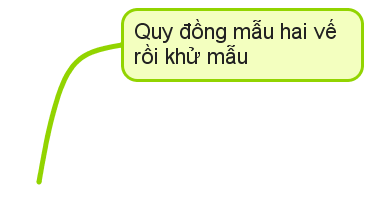 Quy đồng mẫu hai vế
rồi khử mẫu